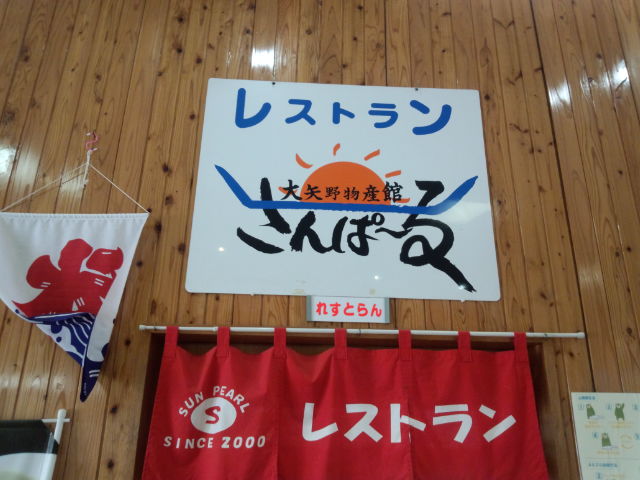 レストラン
大矢野物産館
さんぱ〜る
れすとらん
SUN PEARL
S
SINCE 2000
レストラン